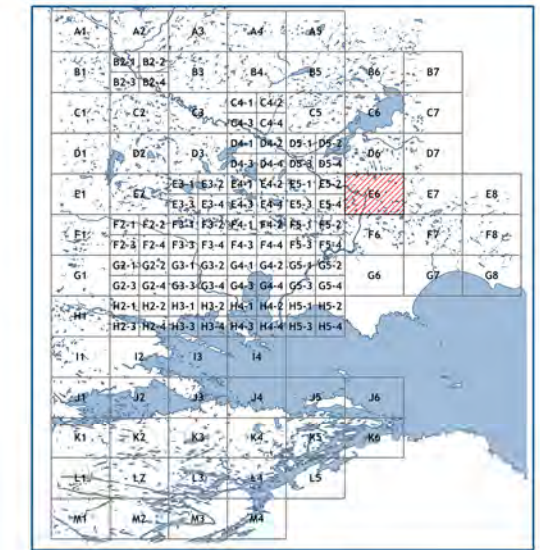 A1 A2 A3 A4 A5
B2-1 B2-2
B1 B3 B4 B5 B6 B7
B2-3 B2-4
C4-1 C4-2
C1 C2 C3 C5 C6 C7
C4-3 C4-4
D4-1 D4-2 D5-1 D5-2
D1 D2 D3 D6 D7
D4-3 D4-4 D5-3 D5-4
E3-1 E3-2 E4-1 E4-2 E5-1 E5-2
E1 E2 E6 E7 E8
E3-3 E3-4 E4-3 E4-4 E5-3 E5-4
F2-1 F2-2 F3-1 F3-2 F4-1 F4-2 F5-1 F5-2
F1 F6 F7 F8
F2-3 F2-4 F3-3 F3-4 F4-3 F4-4 F5-3 F5-4
G2-1 G2-2 G3-1 G3-2 G4-1 G4-2 G5-1 G5-2
G1 G6 G7 G8
G2-3 G2-4 G3-3 G3-4 G4-3 G4-4 G5-3 G5-4
H2-1 H2-2 H3-1 H3-2 H4-1 H4-2 H5-1 H5-2
H1
H2-3 H2-4 H3-3 H3-4 H4-3 H4-4 H5-3 H5-4
I1 I2 I3 I4
J1 J2 J3 J4 J5 J6
K1 K2 K3 K4 K5 K6
L1 L2 L3 L4 L5
M1 M2 M3 M4